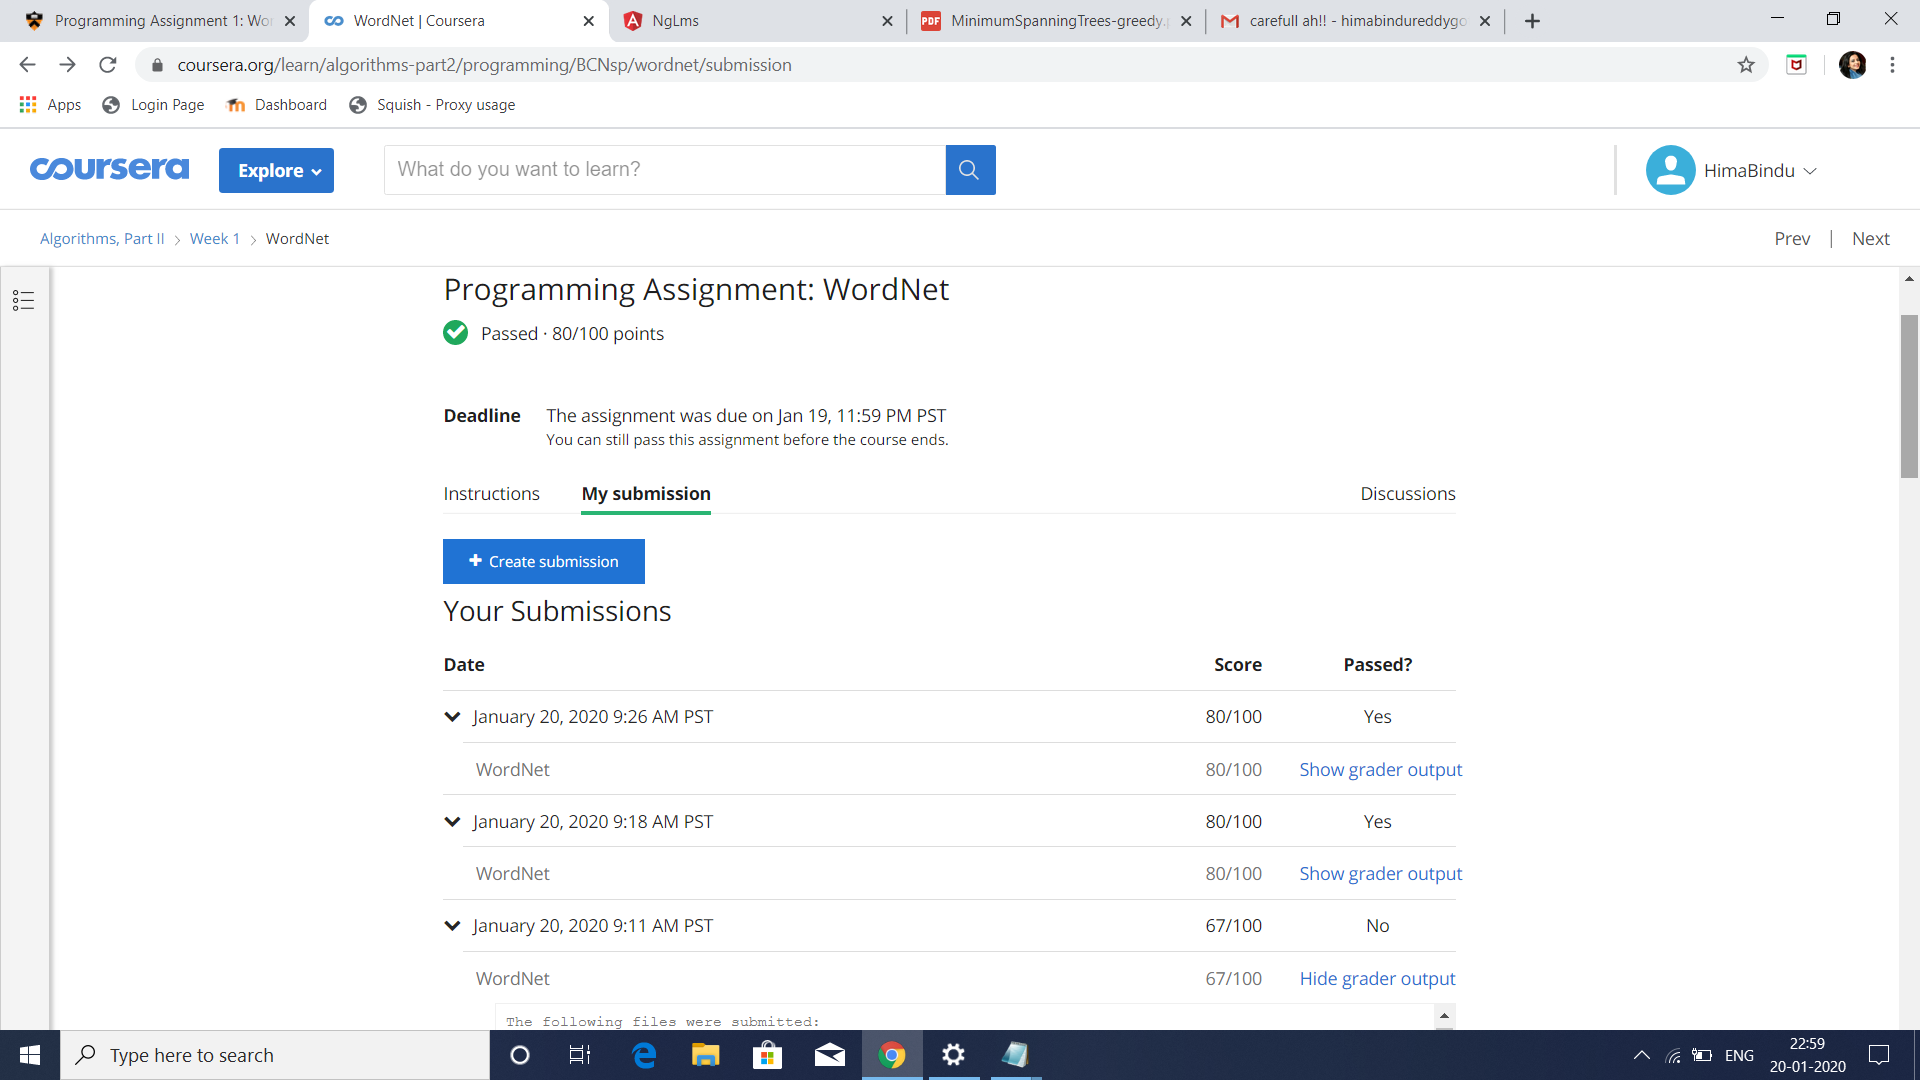 Programming Assignment 1: Wor
WordNet | Coursera
NgLms
MinimumSpanningTrees-greedy.p
carefull ah!! - himabindureddygo
coursera.org/learn/algorithms-part2/programming/BCNsp/wordnet/submission
Apps
Login Page
Dashboard
Squish - Proxy usage
coursera
Explore
What do you want to learn?
HimaBindu
Algorithms, Part II > Week 1 > WordNet
Prev | Next
Programming Assignment: WordNet
Passed · 80/100 points
Deadline The assignment was due on Jan 19, 11:59 PM PST
You can still pass this assignment before the course ends.
Instructions My submission Discussions
+ Create submission
Your Submissions
Date Score Passed?
January 20, 2020 9:26 AM PST 80/100 Yes
WordNet 80/100 Show grader output
January 20, 2020 9:18 AM PST 80/100 Yes
WordNet 80/100 Show grader output
January 20, 2020 9:11 AM PST 67/100 No
WordNet 67/100 Hide grader output
The following files were submitted:
Type here to search
ENG
22:59
20-01-2020